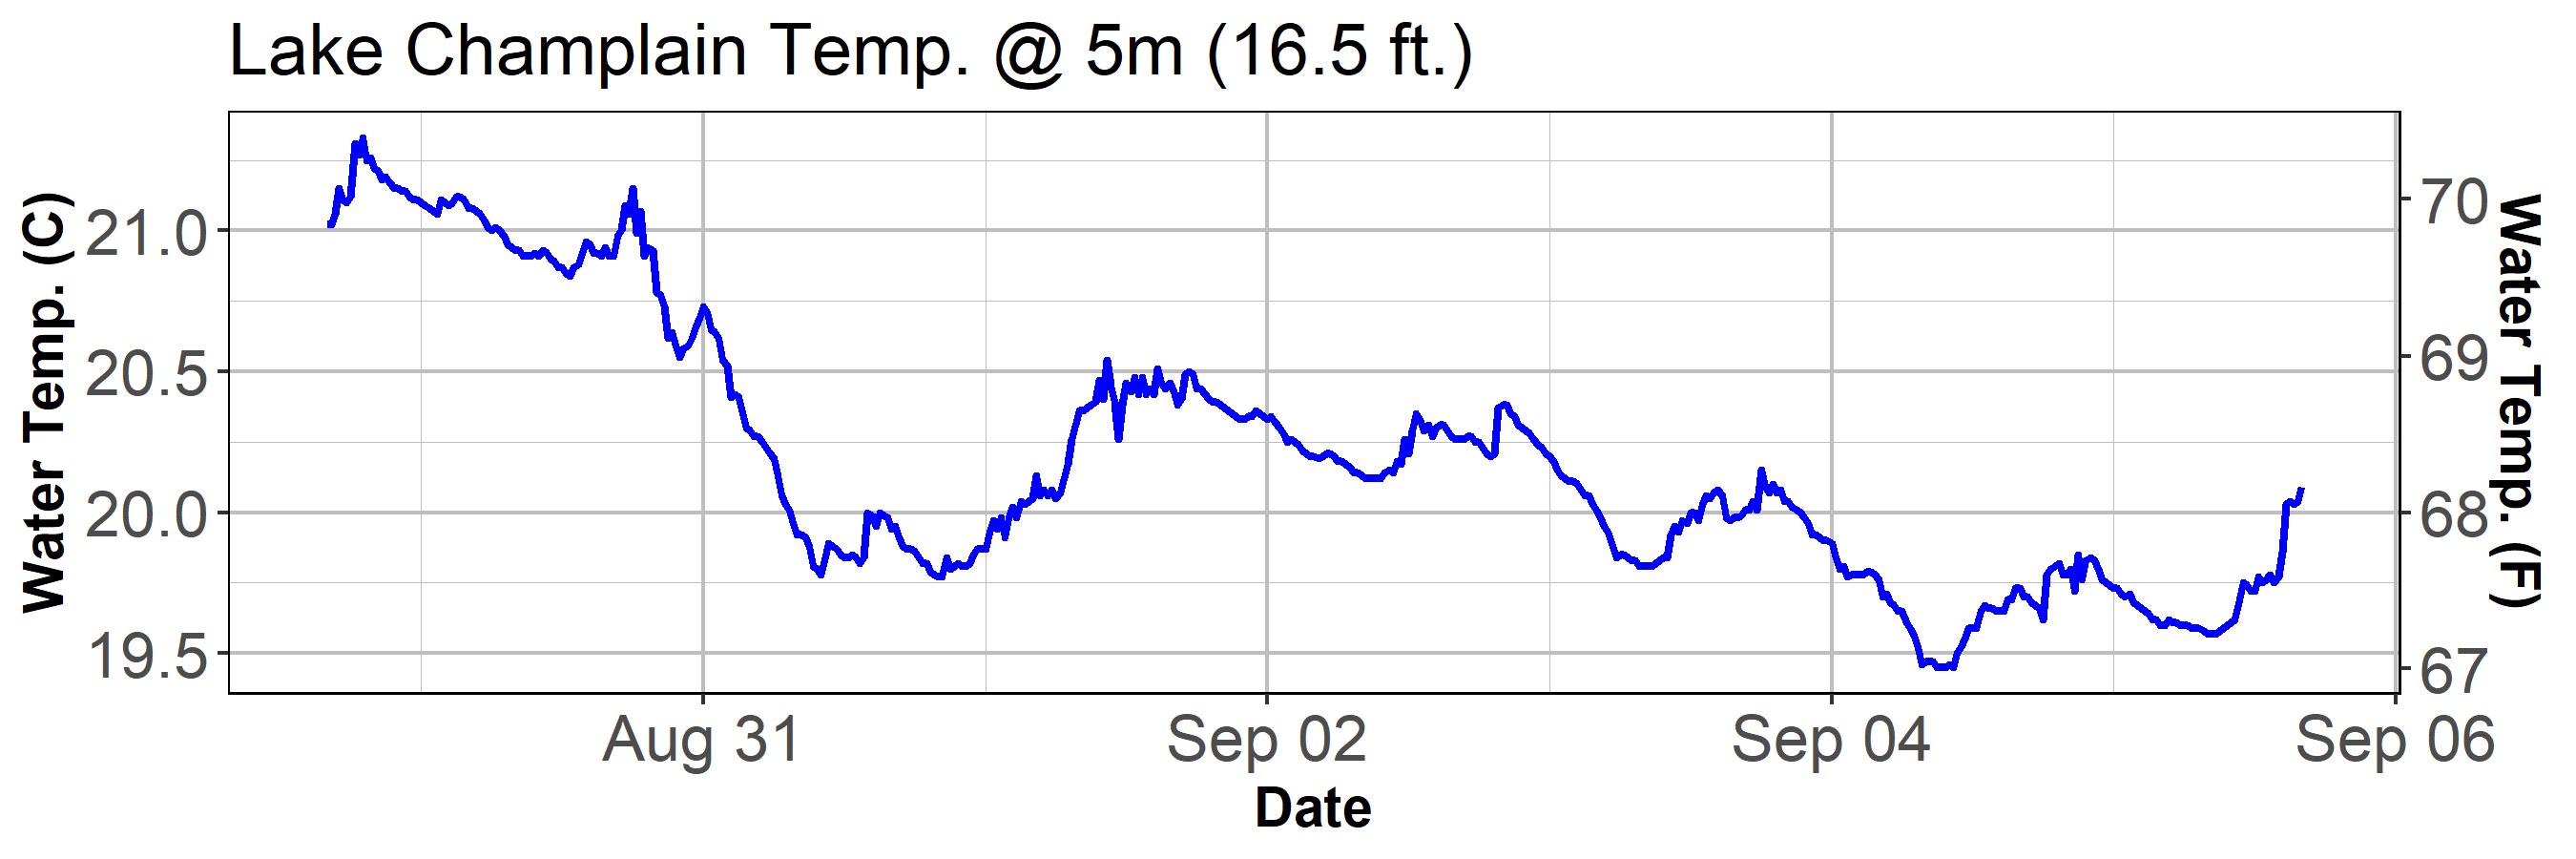 Lake Champlain Temp. @ 5m (16.5 ft.)
Water Temp. (C)
21.0
20.5
20.0
19.5
70
69
68
67
Water Temp. (F)
Aug 31
Sep 02
Sep 04
Sep 06
Date